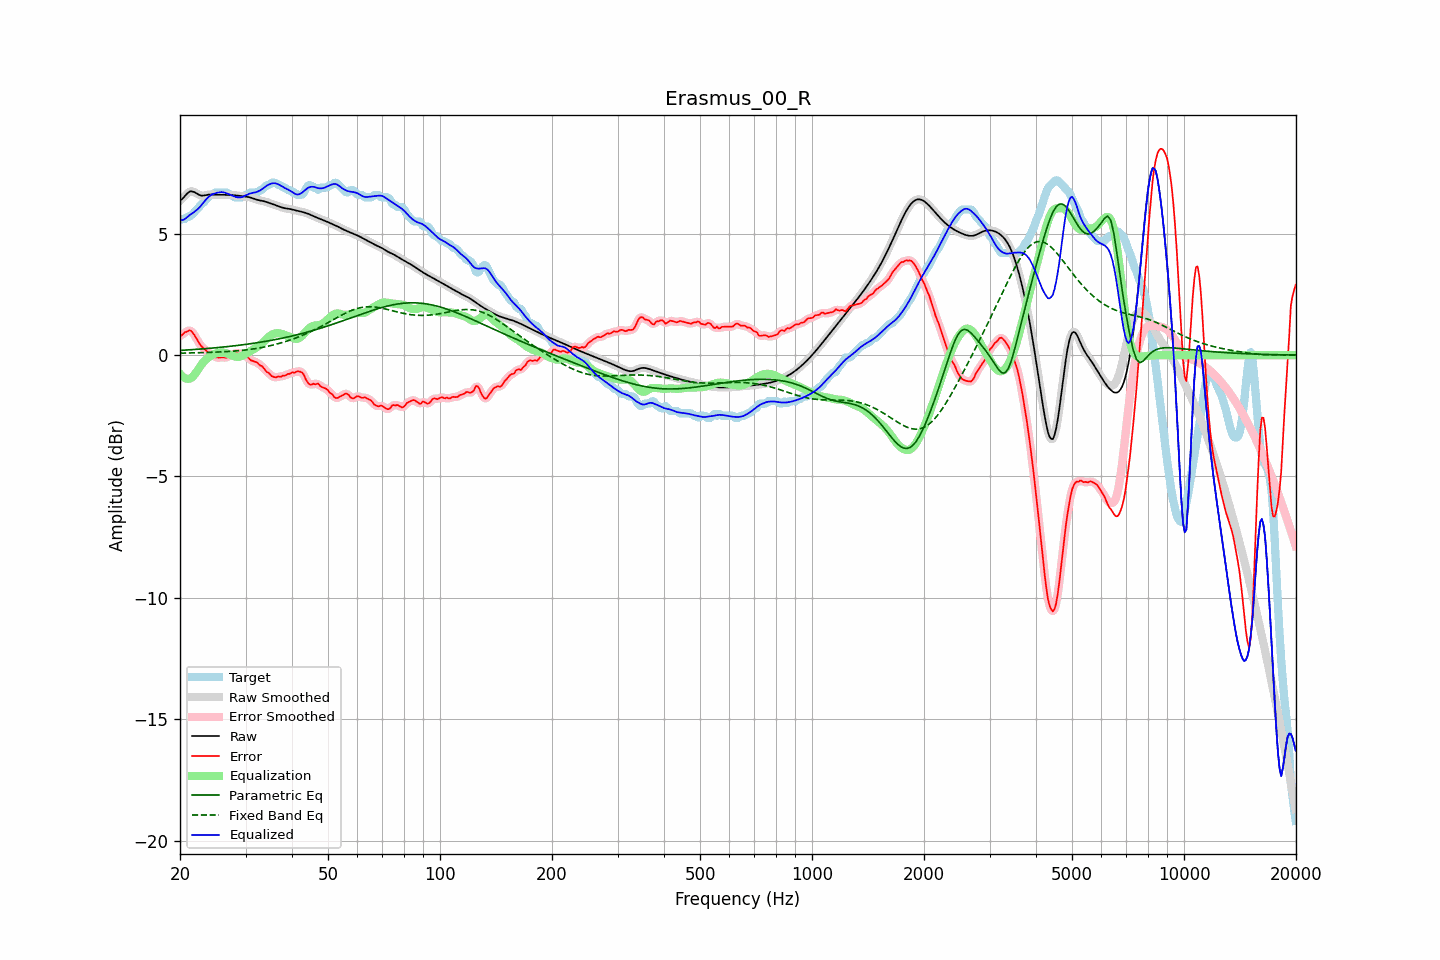 Erasmus_00_R
Amplitude (dBr)
5
0
−5
−10
−15
−20
Target
Raw Smoothed
Error Smoothed
Raw
Error
Equalization
Parametric Eq
Fixed Band Eq
Equalized
20 50 100 200 500 1000 2000 5000 10000 20000
Frequency (Hz)